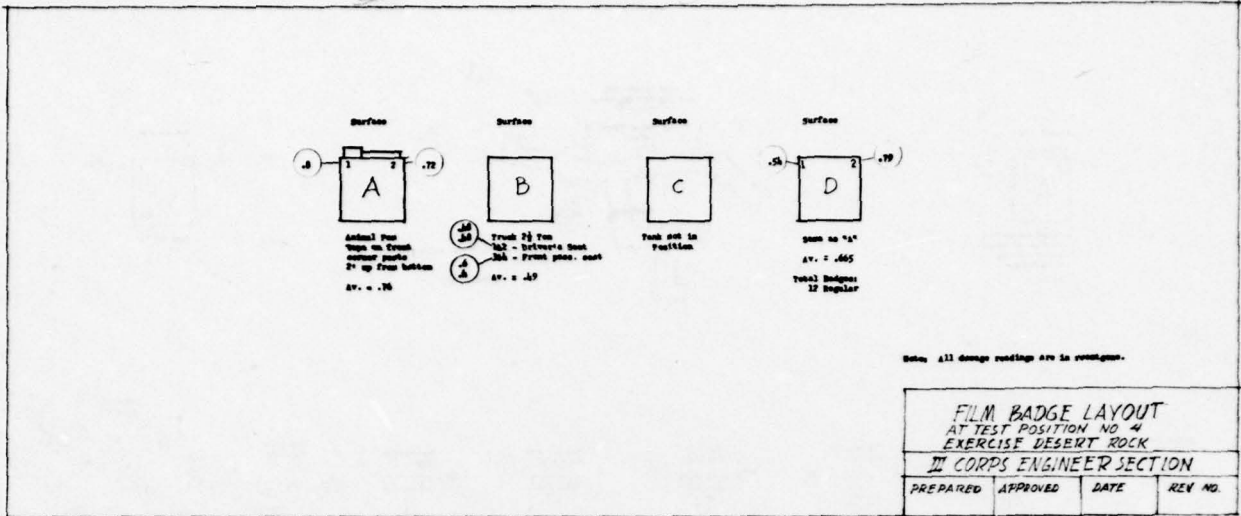 Surface
Surface
Surface
Surface
.8
1
2
.72
.54
1
2
.79
A
B
C
D
Animal Pen
on front
corner posts
2' up from bottom
Av. = .76
Truck 2½ Ton
- Driver's Seat
- Front pass. seat
Av. = .49
Tank not in
Position
Same as "A"
Av. = .665
Total Badges:
12 Regular
Note: All dosage readings are in roentgens.
FILM BADGE LAYOUT
AT TEST POSITION NO 4
EXERCISE DESERT ROCK
III CORPS ENGINEER SECTION
PREPARED
APPROVED
DATE
REV NO.